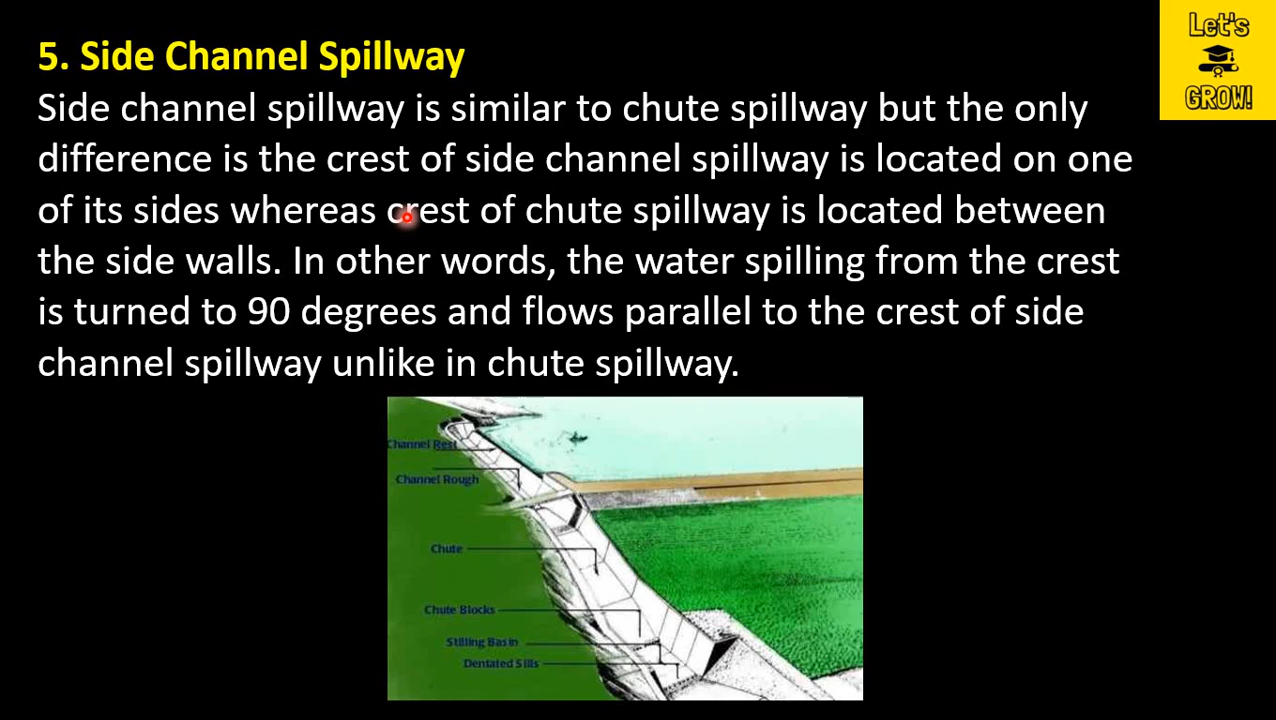 5. Side Channel Spillway
Let's
GROW!
Side channel spillway is similar to chute spillway but the only
difference is the crest of side channel spillway is located on one
of its sides whereas crest of chute spillway is located between
the side walls. In other words, the water spilling from the crest
is turned to 90 degrees and flows parallel to the crest of side
channel spillway unlike in chute spillway.
Channel Rest
Channel Rough
Chute
Chute Blocks
Stilling Basin
Dentated Sills